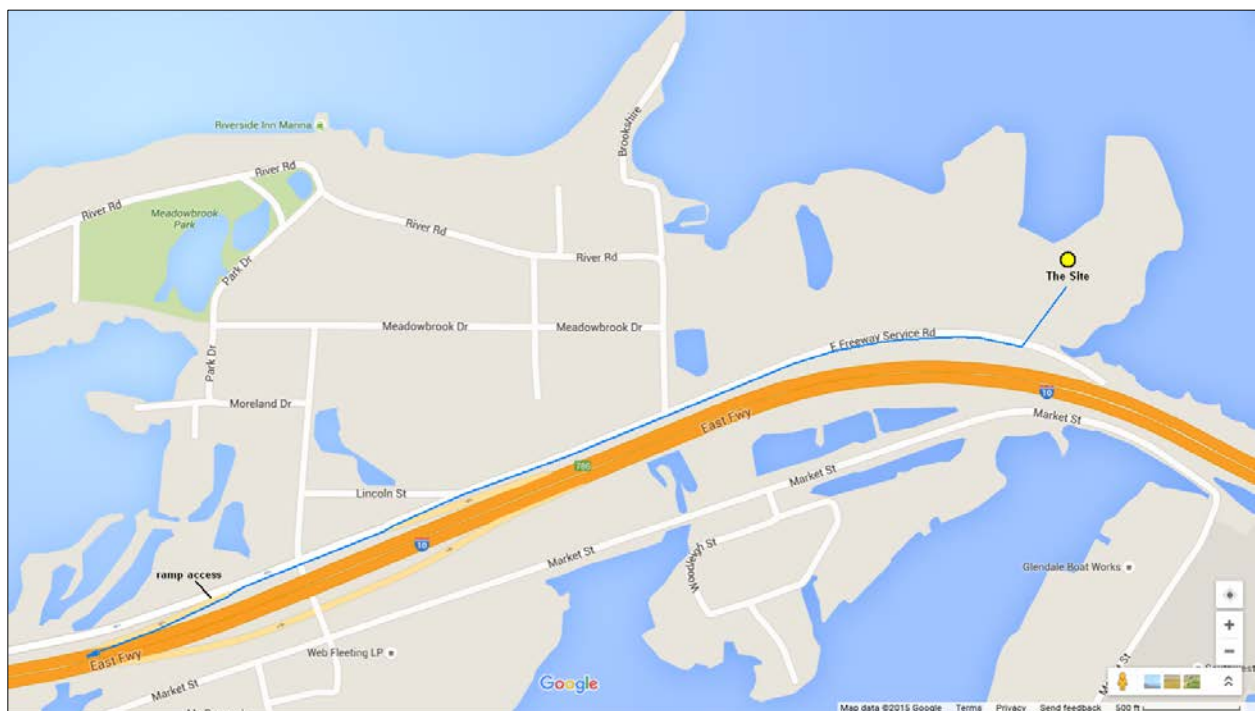 Riverside Inn Marina
River Rd
River Rd
Brookshire
Meadowbrook
Park
River Rd
Park Dr
River Rd
The Site
Meadowbrook Dr
Meadowbrook Dr
E Freeway Service Rd
Park Dr
Moreland Dr
10
East Fwy
Market St
786
Market St
Lincoln St
10
Market St
Woodleigh St
Glendale Boat Works
ramp access
East Fwy
Web Fleeting LP
Market St
Market St
Google
Map data ©2015 Google Terms Privacy Send feedback 500 ft